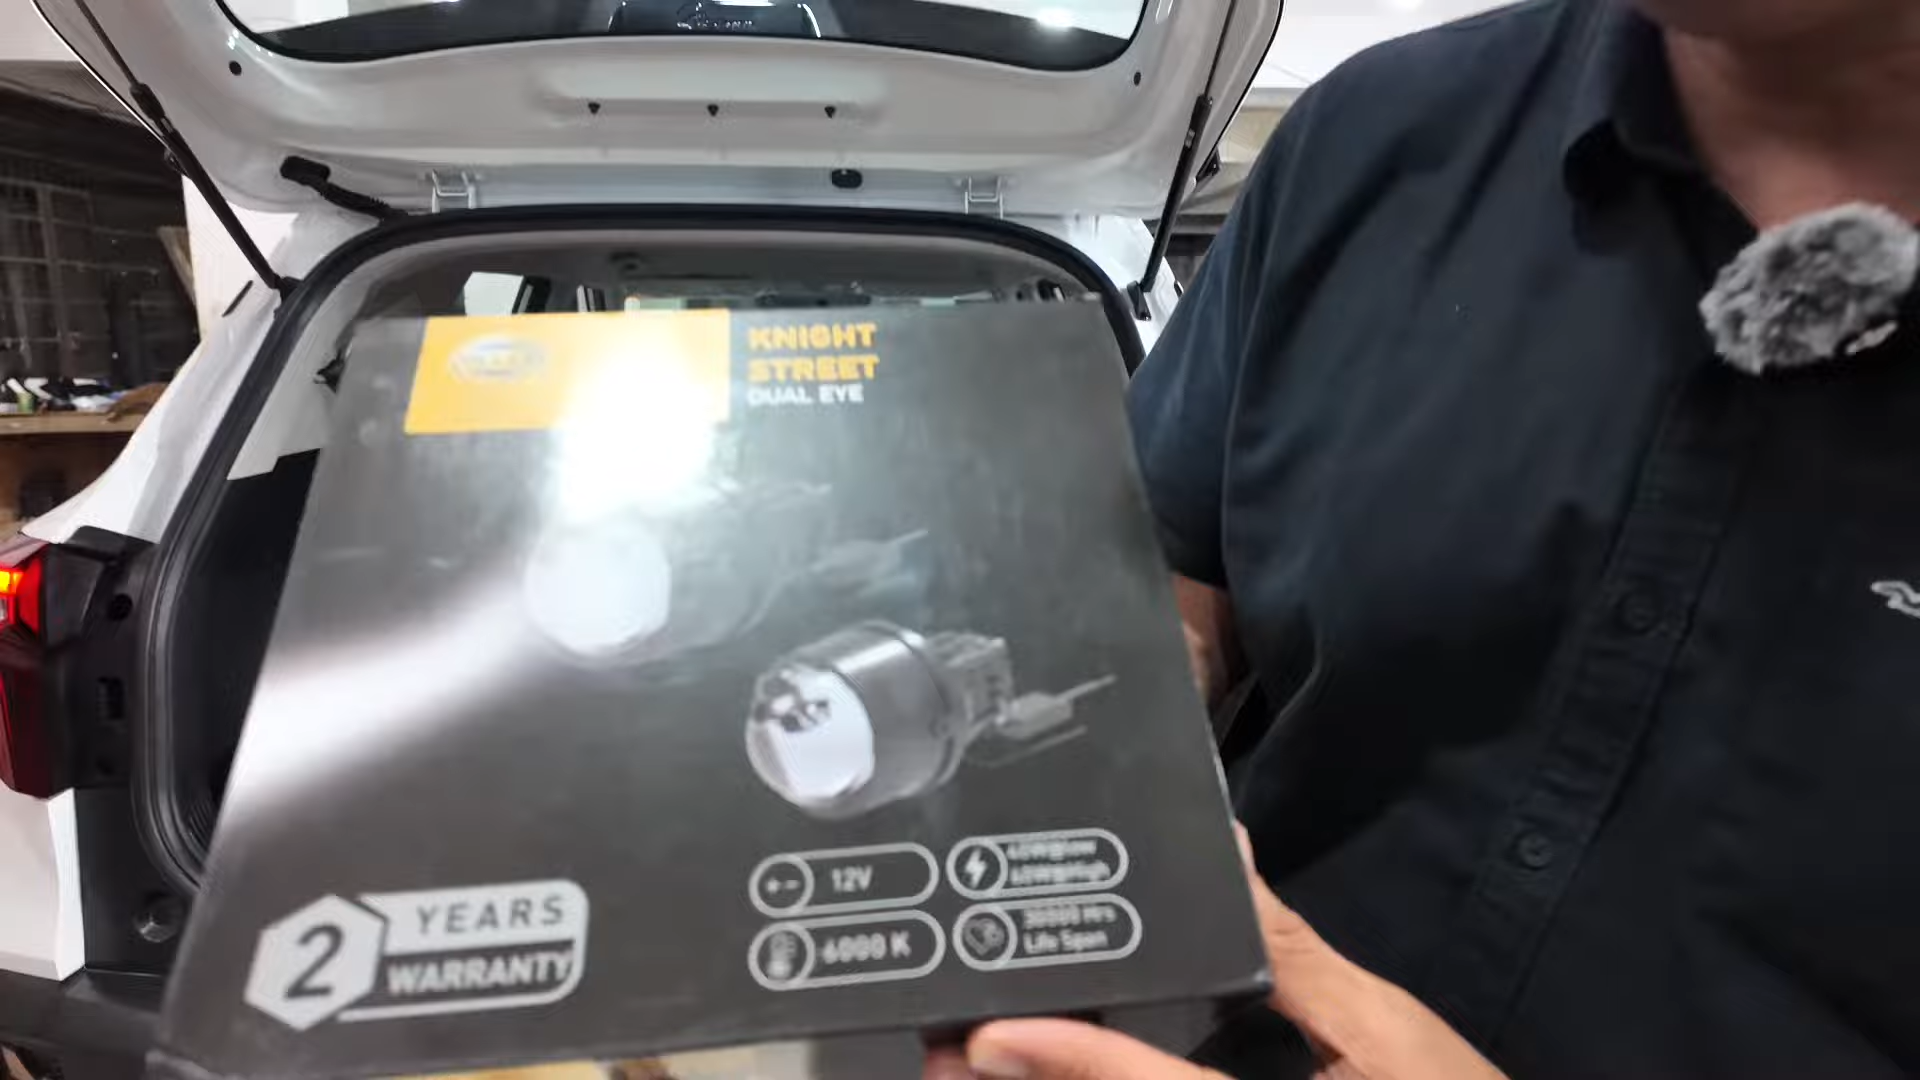 KNIGHT
STREET
DUAL EYE
12V
6000 K
Life Span
2 YEARS
WARRANTY